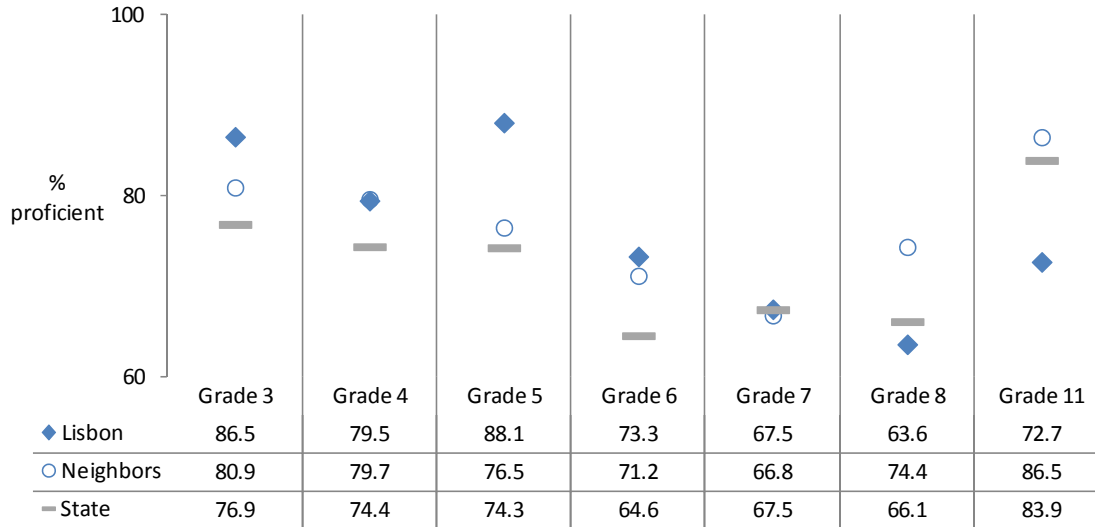 100
%
proficient
80
60
Grade 3 Grade 4 Grade 5 Grade 6 Grade 7 Grade 8 Grade 11
Lisbon 86.5 79.5 88.1 73.3 67.5 63.6 72.7
Neighbors 80.9 79.7 76.5 71.2 66.8 74.4 86.5
State 76.9 74.4 74.3 64.6 67.5 66.1 83.9